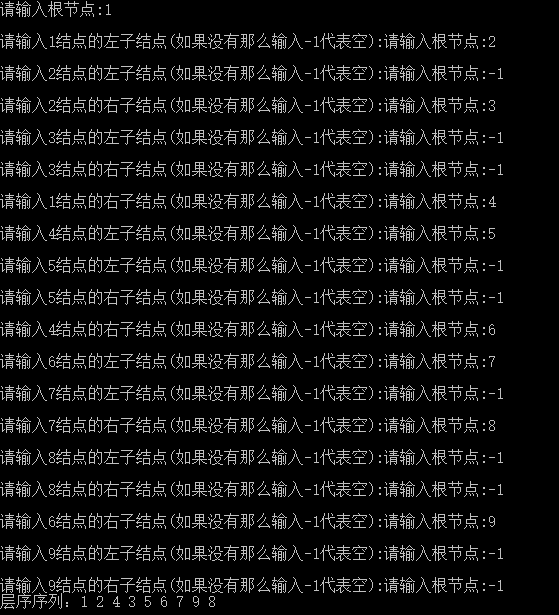 请输入根节点:1
请输入1结点的左子结点(如果没有那么输入-1代表空):请输入根节点:2
请输入2结点的左子结点(如果没有那么输入-1代表空):请输入根节点:-1
请输入2结点的右子结点(如果没有那么输入-1代表空):请输入根节点:3
请输入3结点的左子结点(如果没有那么输入-1代表空):请输入根节点:-1
请输入3结点的右子结点(如果没有那么输入-1代表空):请输入根节点:-1
请输入1结点的右子结点(如果没有那么输入-1代表空):请输入根节点:4
请输入4结点的左子结点(如果没有那么输入-1代表空):请输入根节点:5
请输入5结点的左子结点(如果没有那么输入-1代表空):请输入根节点:-1
请输入5结点的右子结点(如果没有那么输入-1代表空):请输入根节点:-1
请输入4结点的右子结点(如果没有那么输入-1代表空):请输入根节点:6
请输入6结点的左子结点(如果没有那么输入-1代表空):请输入根节点:7
请输入7结点的左子结点(如果没有那么输入-1代表空):请输入根节点:-1
请输入7结点的右子结点(如果没有那么输入-1代表空):请输入根节点:8
请输入8结点的左子结点(如果没有那么输入-1代表空):请输入根节点:-1
请输入8结点的右子结点(如果没有那么输入-1代表空):请输入根节点:-1
请输入6结点的右子结点(如果没有那么输入-1代表空):请输入根节点:9
请输入9结点的左子结点(如果没有那么输入-1代表空):请输入根节点:-1
请输入9结点的右子结点(如果没有那么输入-1代表空):请输入根节点:-1
层序序列：1 2 4 3 5 6 7 9 8